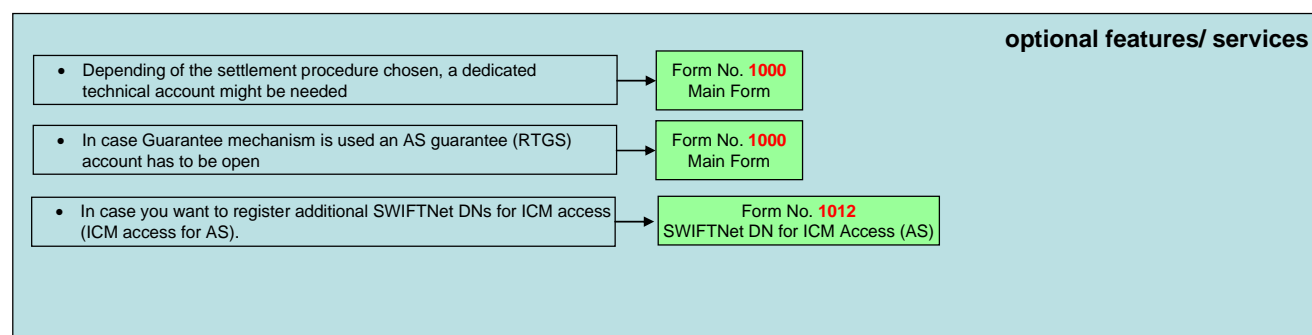 optional features/ services
• Depending of the settlement procedure chosen, a dedicated
technical account might be needed
Form No. 1000
Main Form
• In case Guarantee mechanism is used an AS guarantee (RTGS)
account has to be open
Form No. 1000
Main Form
• In case you want to register additional SWIFTNet DNs for ICM access
(ICM access for AS).
Form No. 1012
SWIFTNet DN for ICM Access (AS)